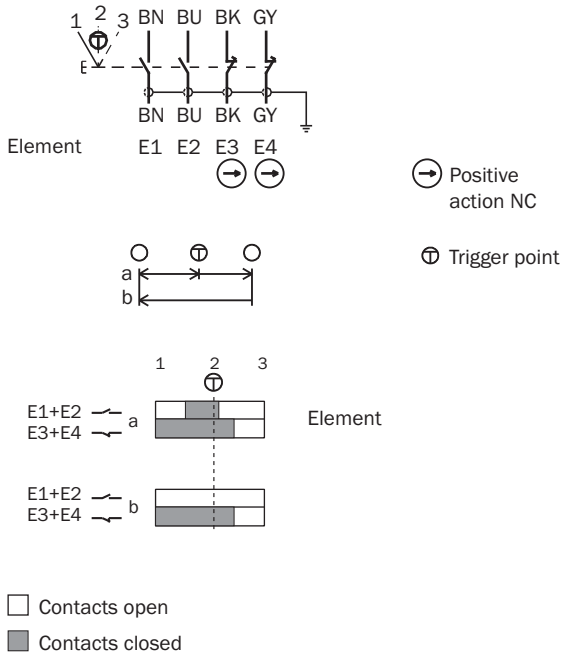 1 2 3 BN BU BK GY
E
BN BU BK GY
Element E1 E2 E3 E4
Positive
action NC
T Trigger point
a
b
1 2 3
E1+E2
E3+E4
a
Element
E1+E2
E3+E4
b
Contacts open
Contacts closed